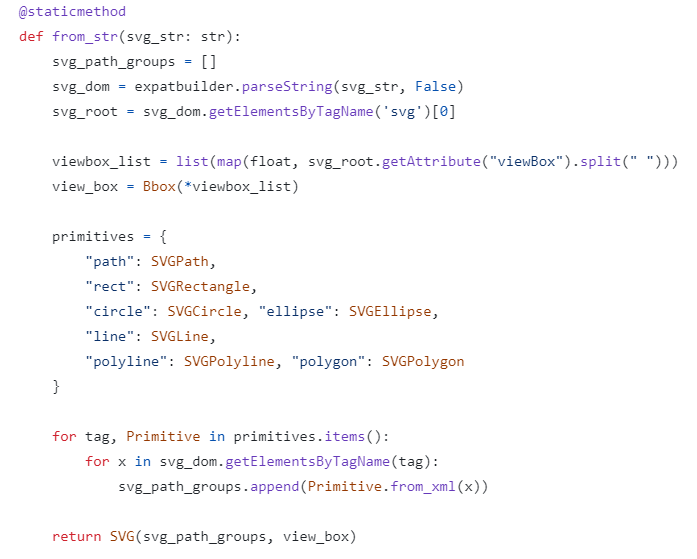 @staticmethod
def from_str(svg_str: str):
    svg_path_groups = []
    svg_dom = expatbuilder.parseString(svg_str, False)
    svg_root = svg_dom.getElementsByTagName('svg')[0]

    viewbox_list = list(map(float, svg_root.getAttribute("viewBox").split(" ")))
    view_box = Bbox(*viewbox_list)

    primitives = {
        "path": SVGPath,
        "rect": SVGRectangle,
        "circle": SVGCircle, "ellipse": SVGEllipse,
        "line": SVGLine,
        "polyline": SVGPolyline, "polygon": SVGPolygon
    }

    for tag, Primitive in primitives.items():
        for x in svg_dom.getElementsByTagName(tag):
            svg_path_groups.append(Primitive.from_xml(x))

    return SVG(svg_path_groups, view_box)